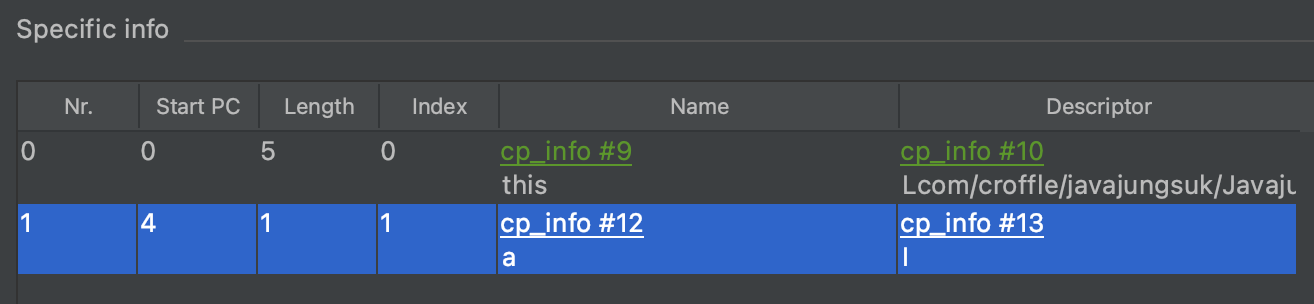 Specific info
Nr. Start PC Length Index Name Descriptor
0 0 5 0 cp_info #9 cp_info #10
this Lcom/croffle/javajungsuk/Javaju
1 4 1 1 cp_info #12 cp_info #13
a I